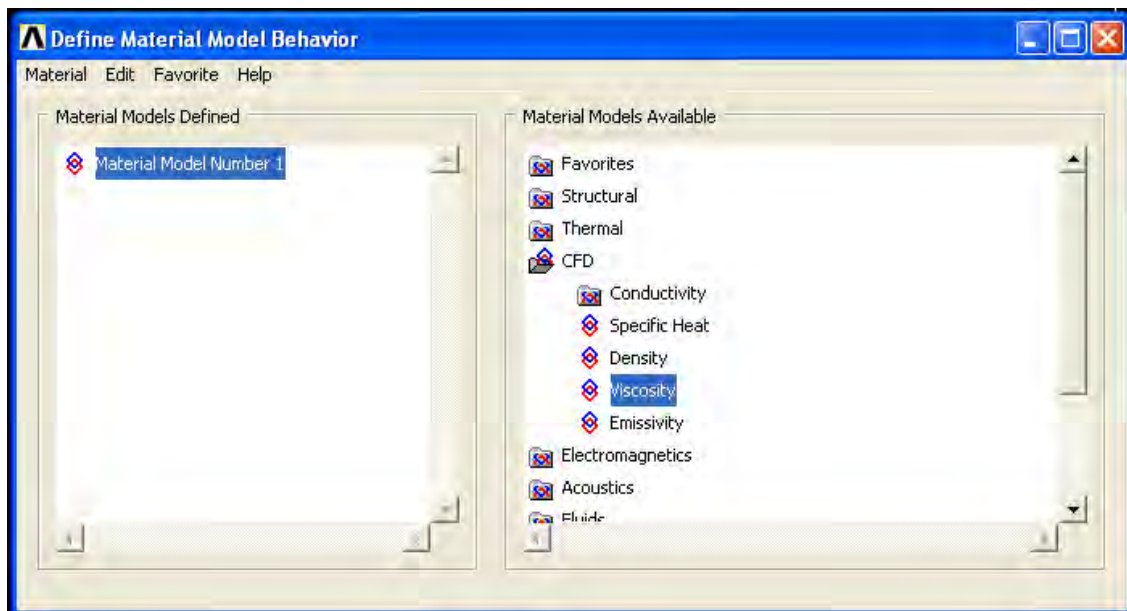 Define Material Model Behavior
Material Edit Favorite Help
Material Models Defined
Material Model Number 1
Material Models Available
Favorites
Structural
Thermal
CFD
Conductivity
Specific Heat
Density
Viscosity
Emissivity
Electromagnetics
Acoustics
Fluids